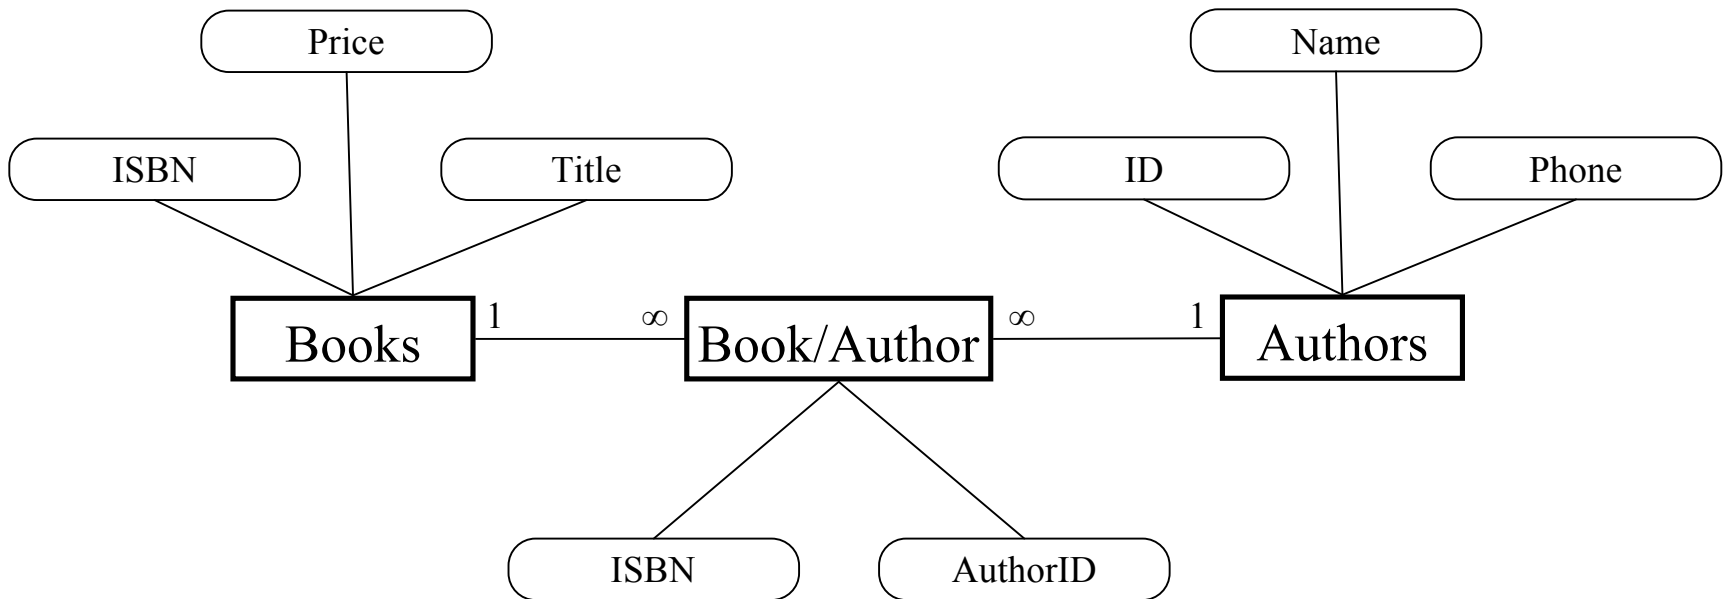 Price
Name
ISBN
Title
ID
Phone
Books
1
∞
Book/Author
∞
1
Authors
ISBN
AuthorID